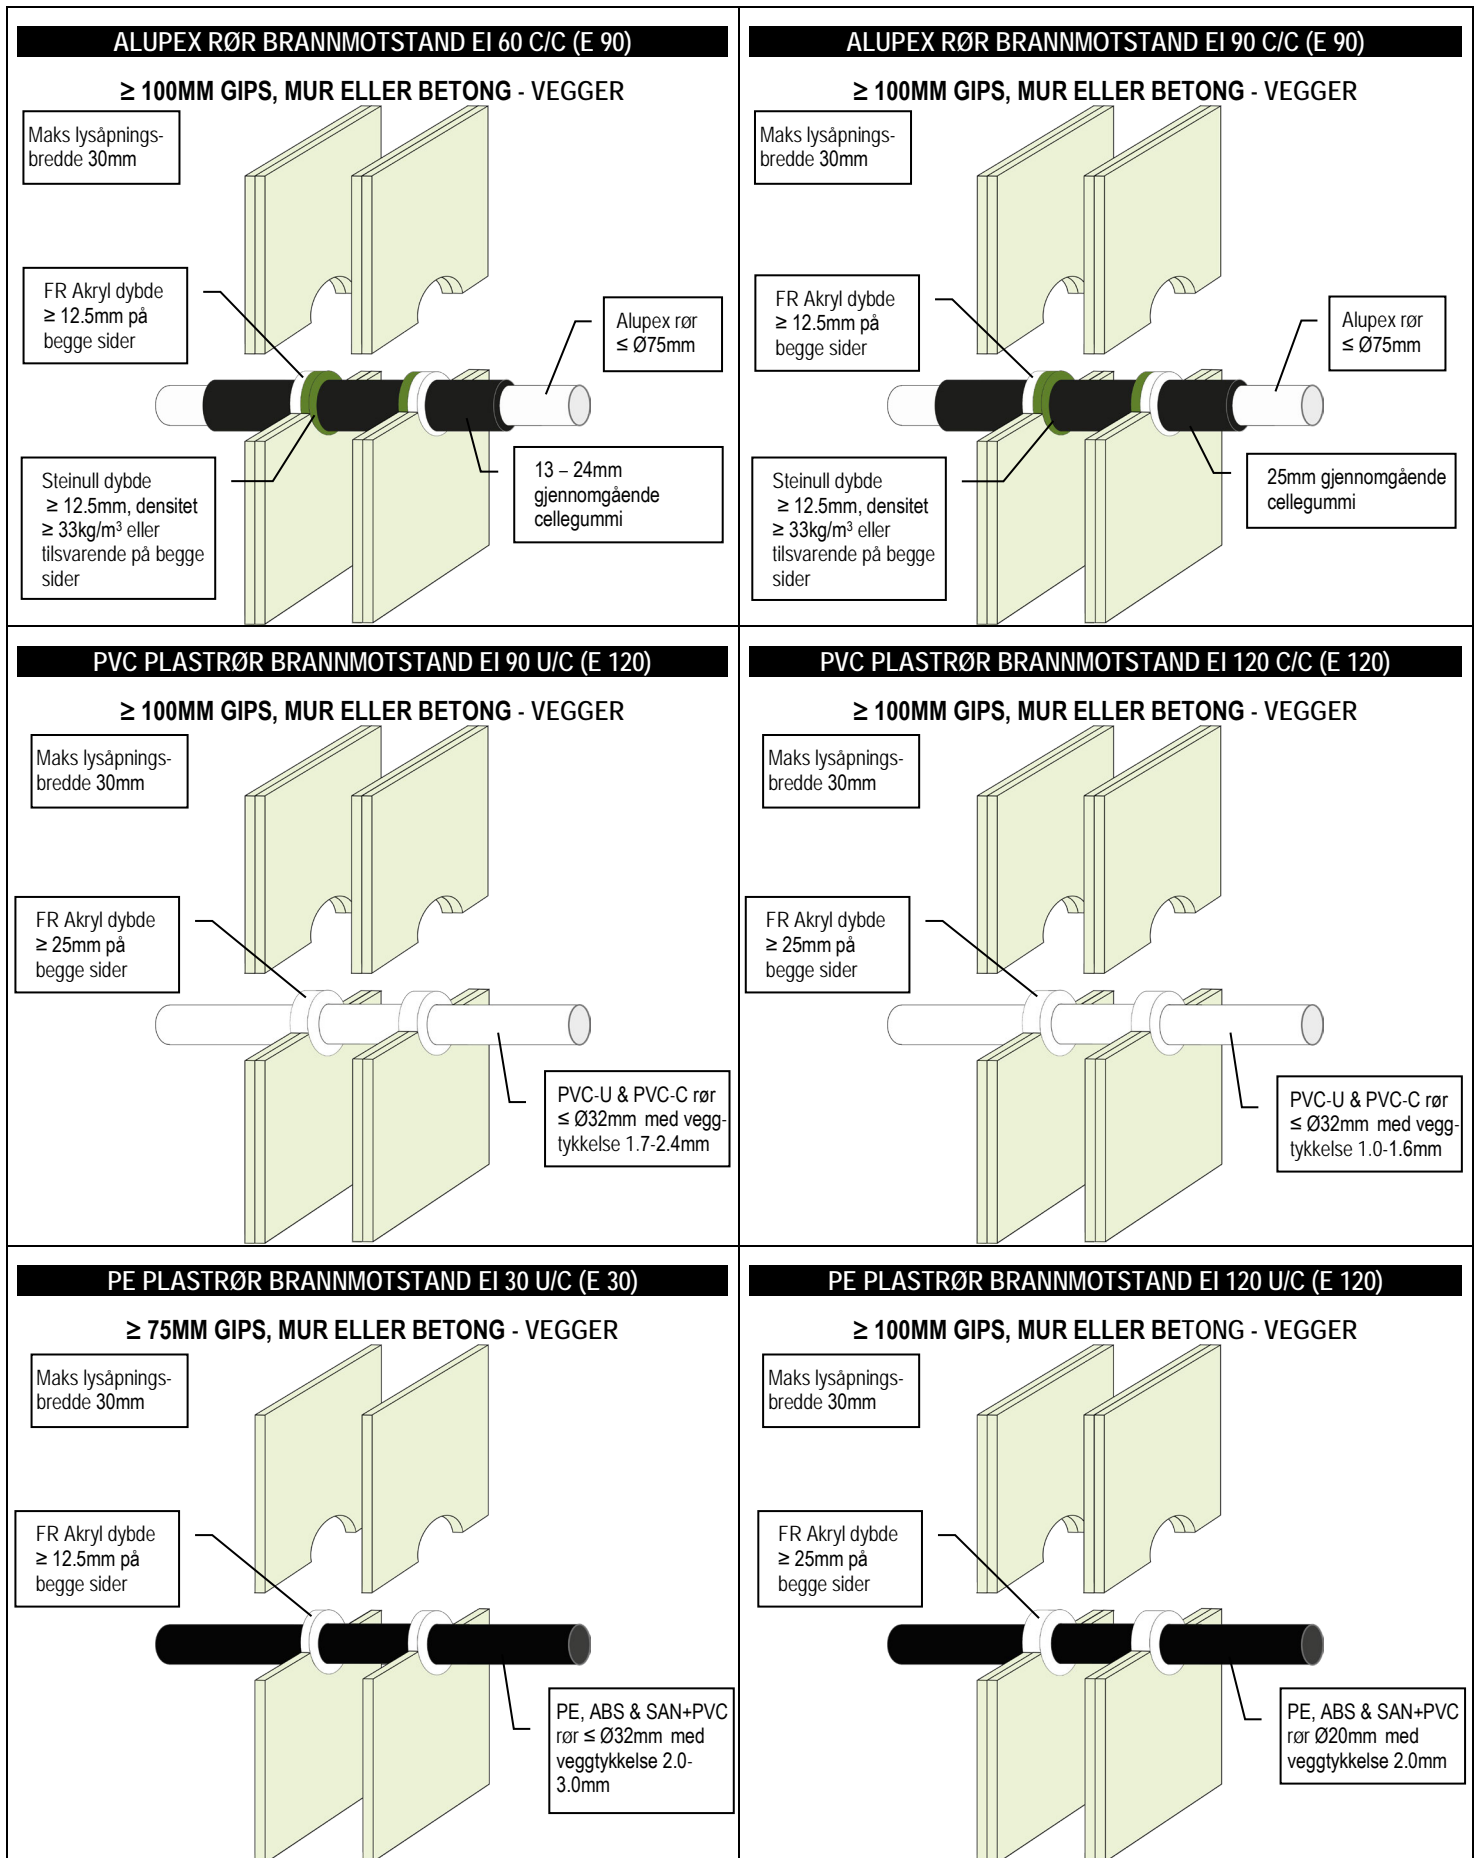 ALUPEX RØR BRANNMOTSTAND EI 60 C/C (E 90)
≥ 100MM GIPS, MUR ELLER BETONG - VEGGER
Maks lysåpnings-
bredde 30mm
FR Akryl dybde
≥ 12.5mm på
begge sider
Alupex rør
≤ Ø75mm
Steinull dybde
≥ 12.5mm, densitet
≥ 33kg/m³ eller
tilsvarende på begge
sider
13 – 24mm
gjennomgående
cellegummi
ALUPEX RØR BRANNMOTSTAND EI 90 C/C (E 90)
≥ 100MM GIPS, MUR ELLER BETONG - VEGGER
Maks lysåpnings-
bredde 30mm
FR Akryl dybde
≥ 12.5mm på
begge sider
Alupex rør
≤ Ø75mm
Steinull dybde
≥ 12.5mm, densitet
≥ 33kg/m³ eller
tilsvarende på begge
sider
25mm gjennomgående
cellegummi
PVC PLASTRØR BRANNMOTSTAND EI 90 U/C (E 120)
≥ 100MM GIPS, MUR ELLER BETONG - VEGGER
Maks lysåpnings-
bredde 30mm
FR Akryl dybde
≥ 25mm på
begge sider
PVC-U & PVC-C rør
≤ Ø32mm med vegg-
tykkelse 1.7-2.4mm
PVC PLASTRØR BRANNMOTSTAND EI 120 C/C (E 120)
≥ 100MM GIPS, MUR ELLER BETONG - VEGGER
Maks lysåpnings-
bredde 30mm
FR Akryl dybde
≥ 25mm på
begge sider
PVC-U & PVC-C rør
≤ Ø32mm med vegg-
tykkelse 1.0-1.6mm
PE PLASTRØR BRANNMOTSTAND EI 30 U/C (E 30)
≥ 75MM GIPS, MUR ELLER BETONG - VEGGER
Maks lysåpnings-
bredde 30mm
FR Akryl dybde
≥ 12.5mm på
begge sider
PE, ABS & SAN+PVC
rør ≤ Ø32mm med
veggtykkelse 2.0-
3.0mm
PE PLASTRØR BRANNMOTSTAND EI 120 U/C (E 120)
≥ 100MM GIPS, MUR ELLER BETONG - VEGGER
Maks lysåpnings-
bredde 30mm
FR Akryl dybde
≥ 25mm på
begge sider
PE, ABS & SAN+PVC
rør Ø20mm med
veggtykkelse 2.0mm